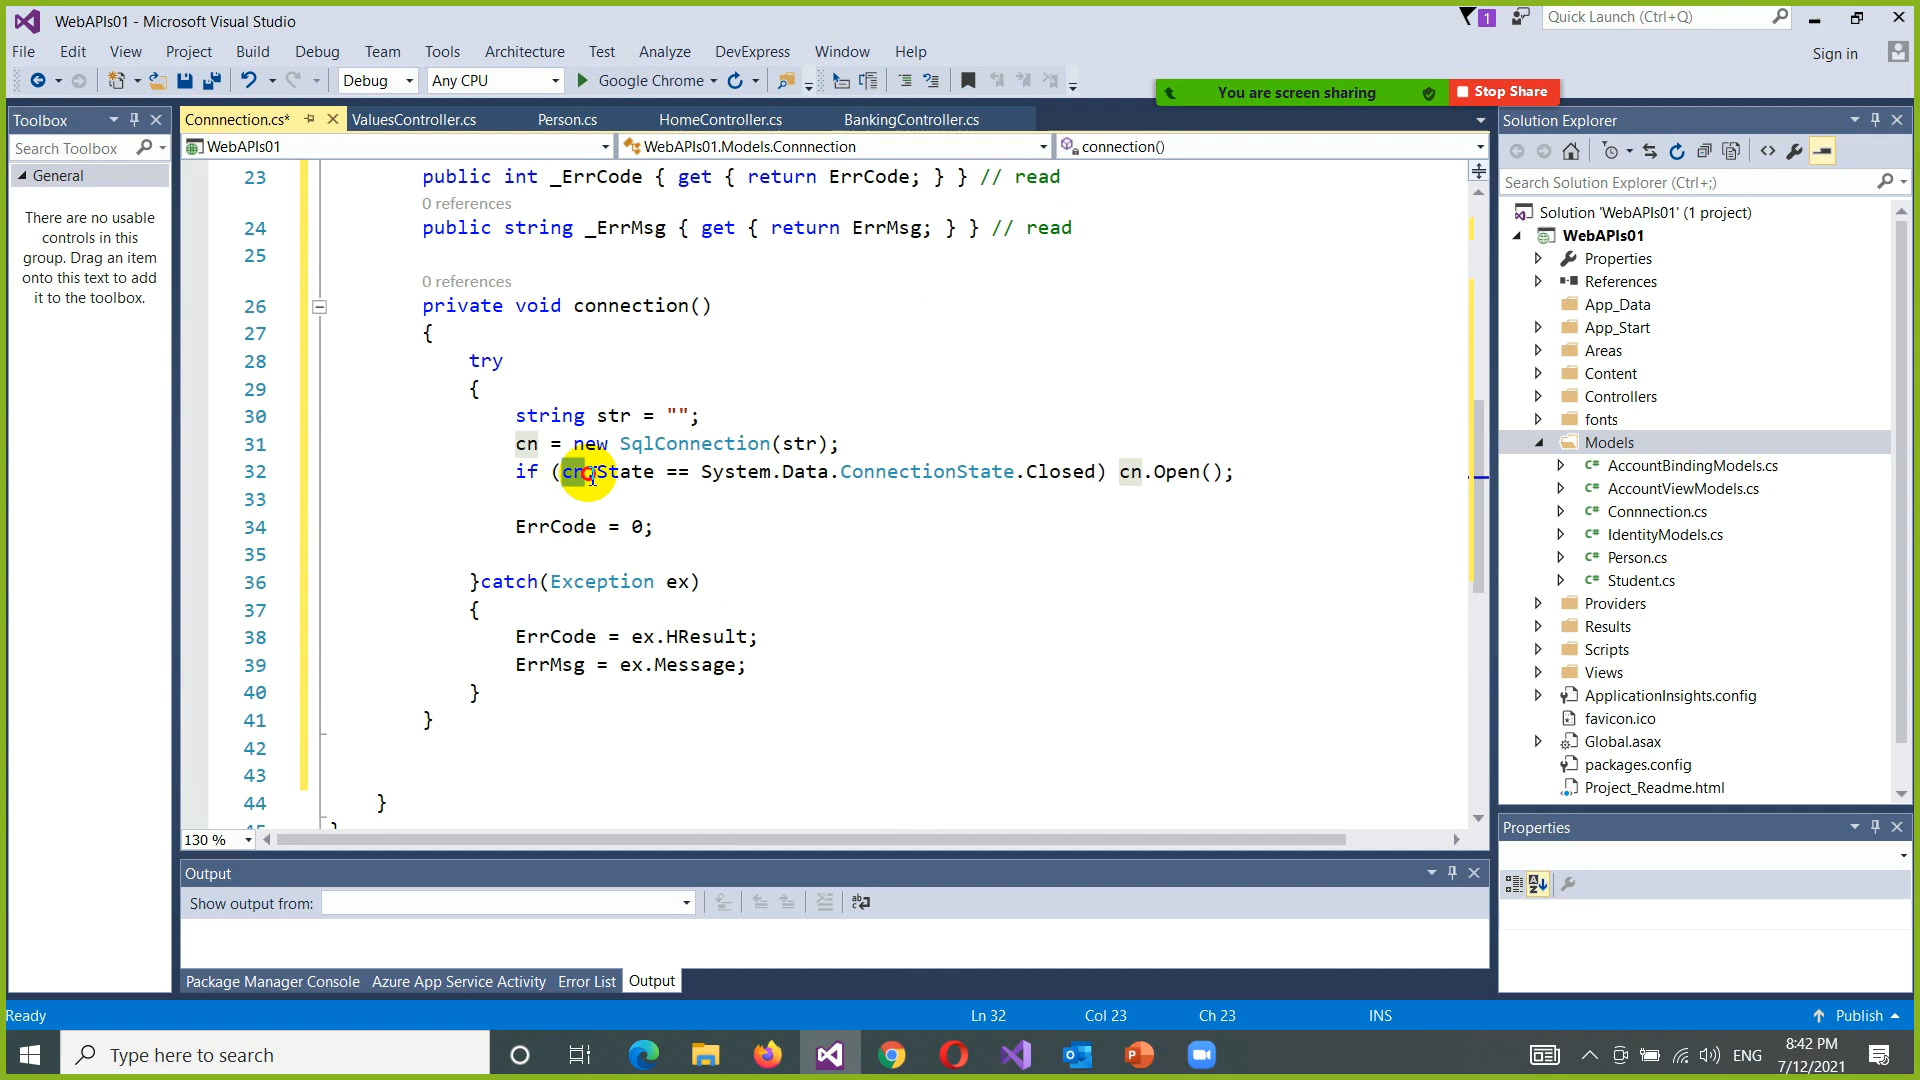 WebAPIs01 - Microsoft Visual Studio
1
Quick Launch (Ctrl+Q)
File Edit View Project Build Debug Team Tools Architecture Test Analyze DevExpress Window Help
Sign in
Debug Any CPU Google Chrome
You are screen sharing Stop Share
Toolbox
Search Toolbox
General
There are no usable
controls in this
group. Drag an item
onto this text to add
it to the toolbox.
Connnection.cs* ValuesController.cs Person.cs HomeController.cs BankingController.cs
WebAPIs01 WebAPIs01.Models.Connnection connection()
23 public int _ErrCode { get { return ErrCode; } } // read
0 references
24 public string _ErrMsg { get { return ErrMsg; } } // read
25
0 references
26 private void connection()
27 {
28 try
29 {
30 string str = "";
31 cn = new SqlConnection(str);
32 if (cn.State == System.Data.ConnectionState.Closed) cn.Open();
33
34 ErrCode = 0;
35
36 }catch(Exception ex)
37 {
38 ErrCode = ex.HResult;
39 ErrMsg = ex.Message;
40 }
41 }
42
43
44 }
130 %
Output
Show output from:
Package Manager Console Azure App Service Activity Error List Output
Solution Explorer
Search Solution Explorer (Ctrl+;)
Solution 'WebAPIs01' (1 project)
WebAPIs01
Properties
References
App_Data
App_Start
Areas
Content
Controllers
fonts
Models
C# AccountBindingModels.cs
C# AccountViewModels.cs
C# Connnection.cs
C# IdentityModels.cs
C# Person.cs
C# Student.cs
Providers
Results
Scripts
Views
ApplicationInsights.config
favicon.ico
Global.asax
packages.config
Project_Readme.html
Properties
Ready Ln 32 Col 23 Ch 23 INS Publish
Type here to search
ENG
8:42 PM
7/12/2021